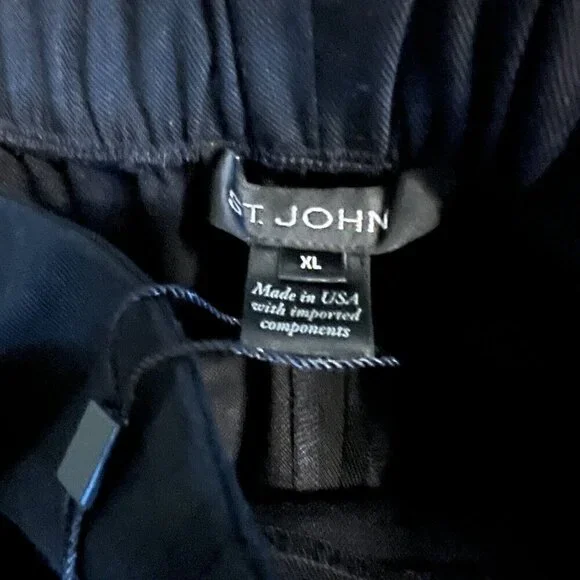 ST. JOHN
XL
Made in USA
with imported
components